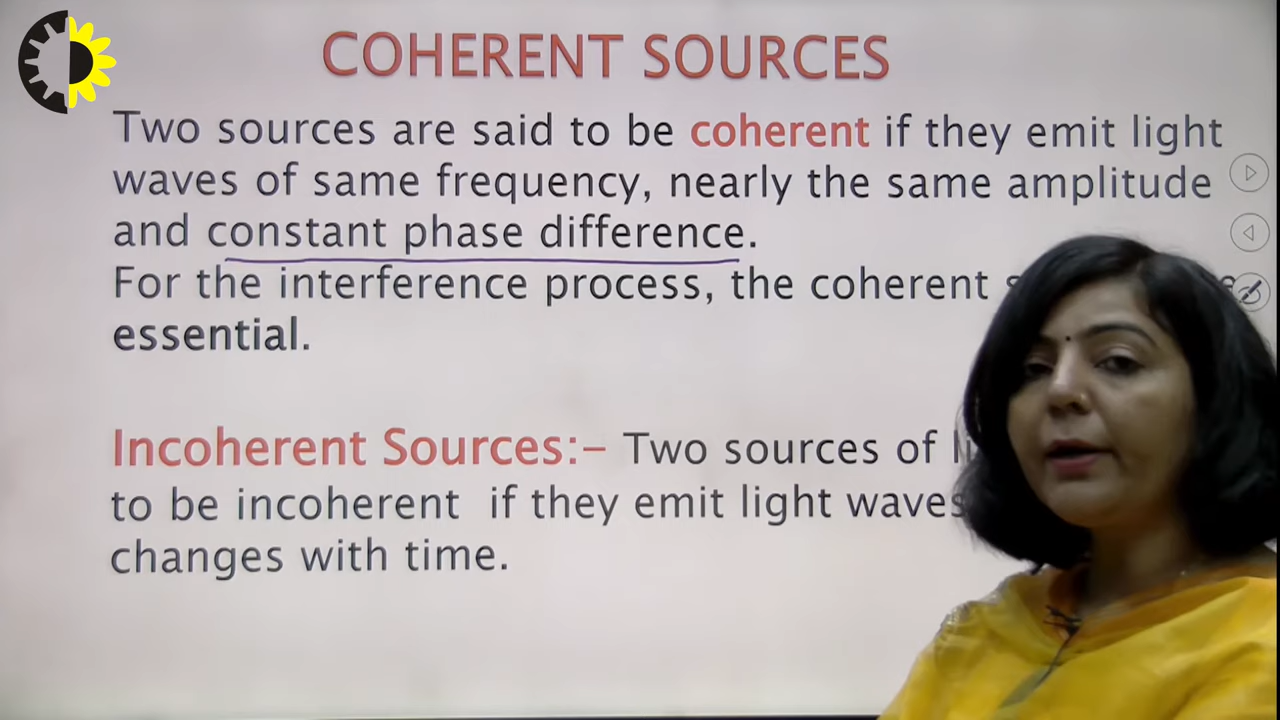 COHERENT SOURCES
Two sources are said to be coherent if they emit light
waves of same frequency, nearly the same amplitude
and constant phase difference.
For the interference process, the coherent
essential.
Incoherent Sources:– Two sources of
to be incoherent if they emit light waves
changes with time.